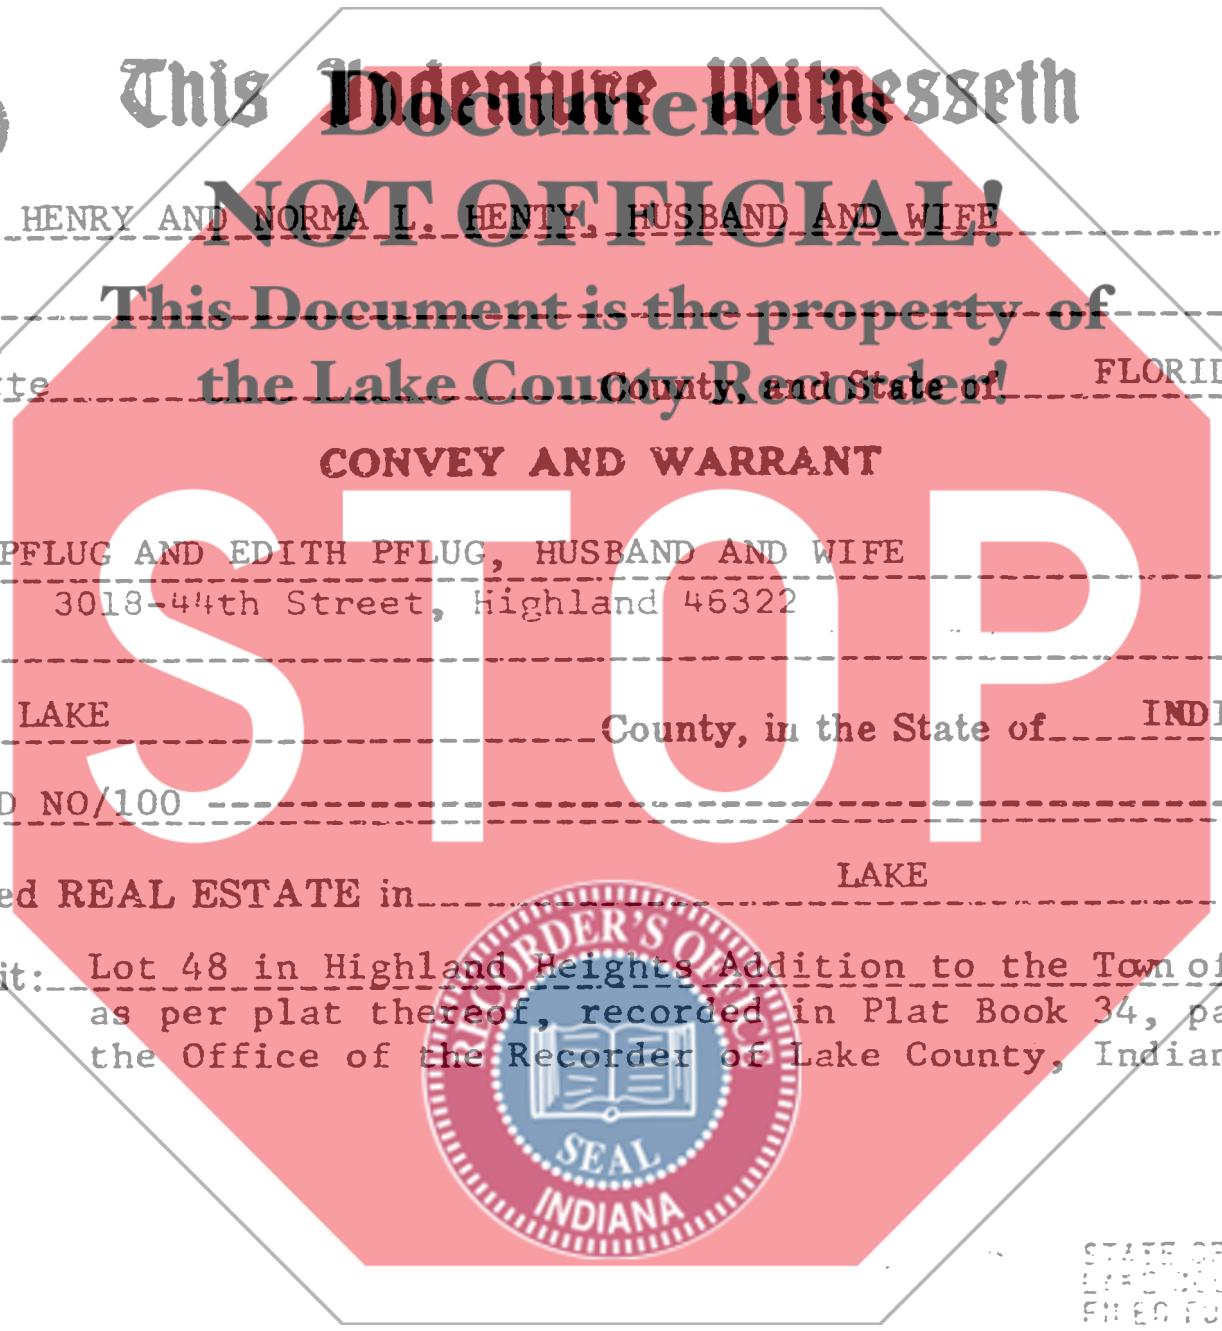 This Indenture Witnesseth
Document is
NOT OFFICIAL!
HENRY AND NORMA L. HENTY, HUSBAND AND WIFE
This Document is the property of
the Lake County Recorder!
County, and State of FLORID
CONVEY AND WARRANT
STOP
PFLUG AND EDITH PFLUG, HUSBAND AND WIFE
3018-44th Street, Highland 46322
LAKE County, in the State of INDI
D NO/100
ed REAL ESTATE in LAKE
it: Lot 48 in Highland Heights Addition to the Town of
as per plat thereof, recorded in Plat Book 34, pa
the Office of the Recorder of Lake County, Indian
RECORDER'S OFFICE
SEAL
INDIANA
STATE OF